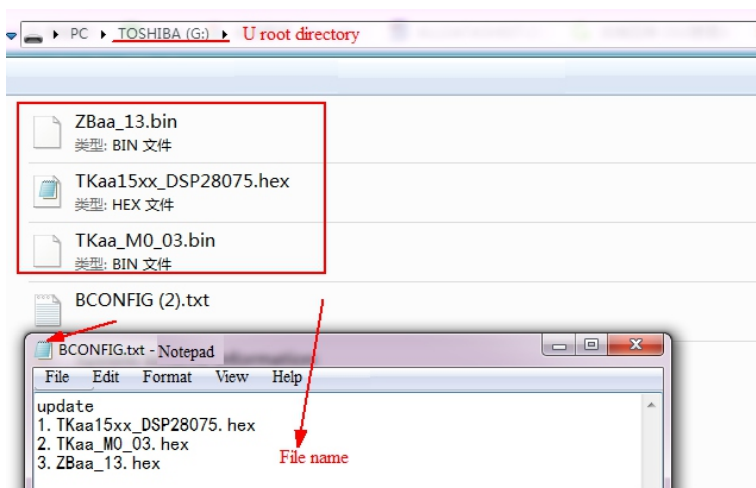 PC TOSHIBA (G:) U root directory
ZBaa_13.bin
类型: BIN 文件
TKaa15xx_DSP28075.hex
类型: HEX 文件
TKaa_M0_03.bin
类型: BIN 文件
BCONFIG (2).txt
BCONFIG.txt - Notepad
File Edit Format View Help
update
1. TKaa15xx_DSP28075. hex
2. TKaa_M0_03. hex
3. ZBaa_13. hex
File name